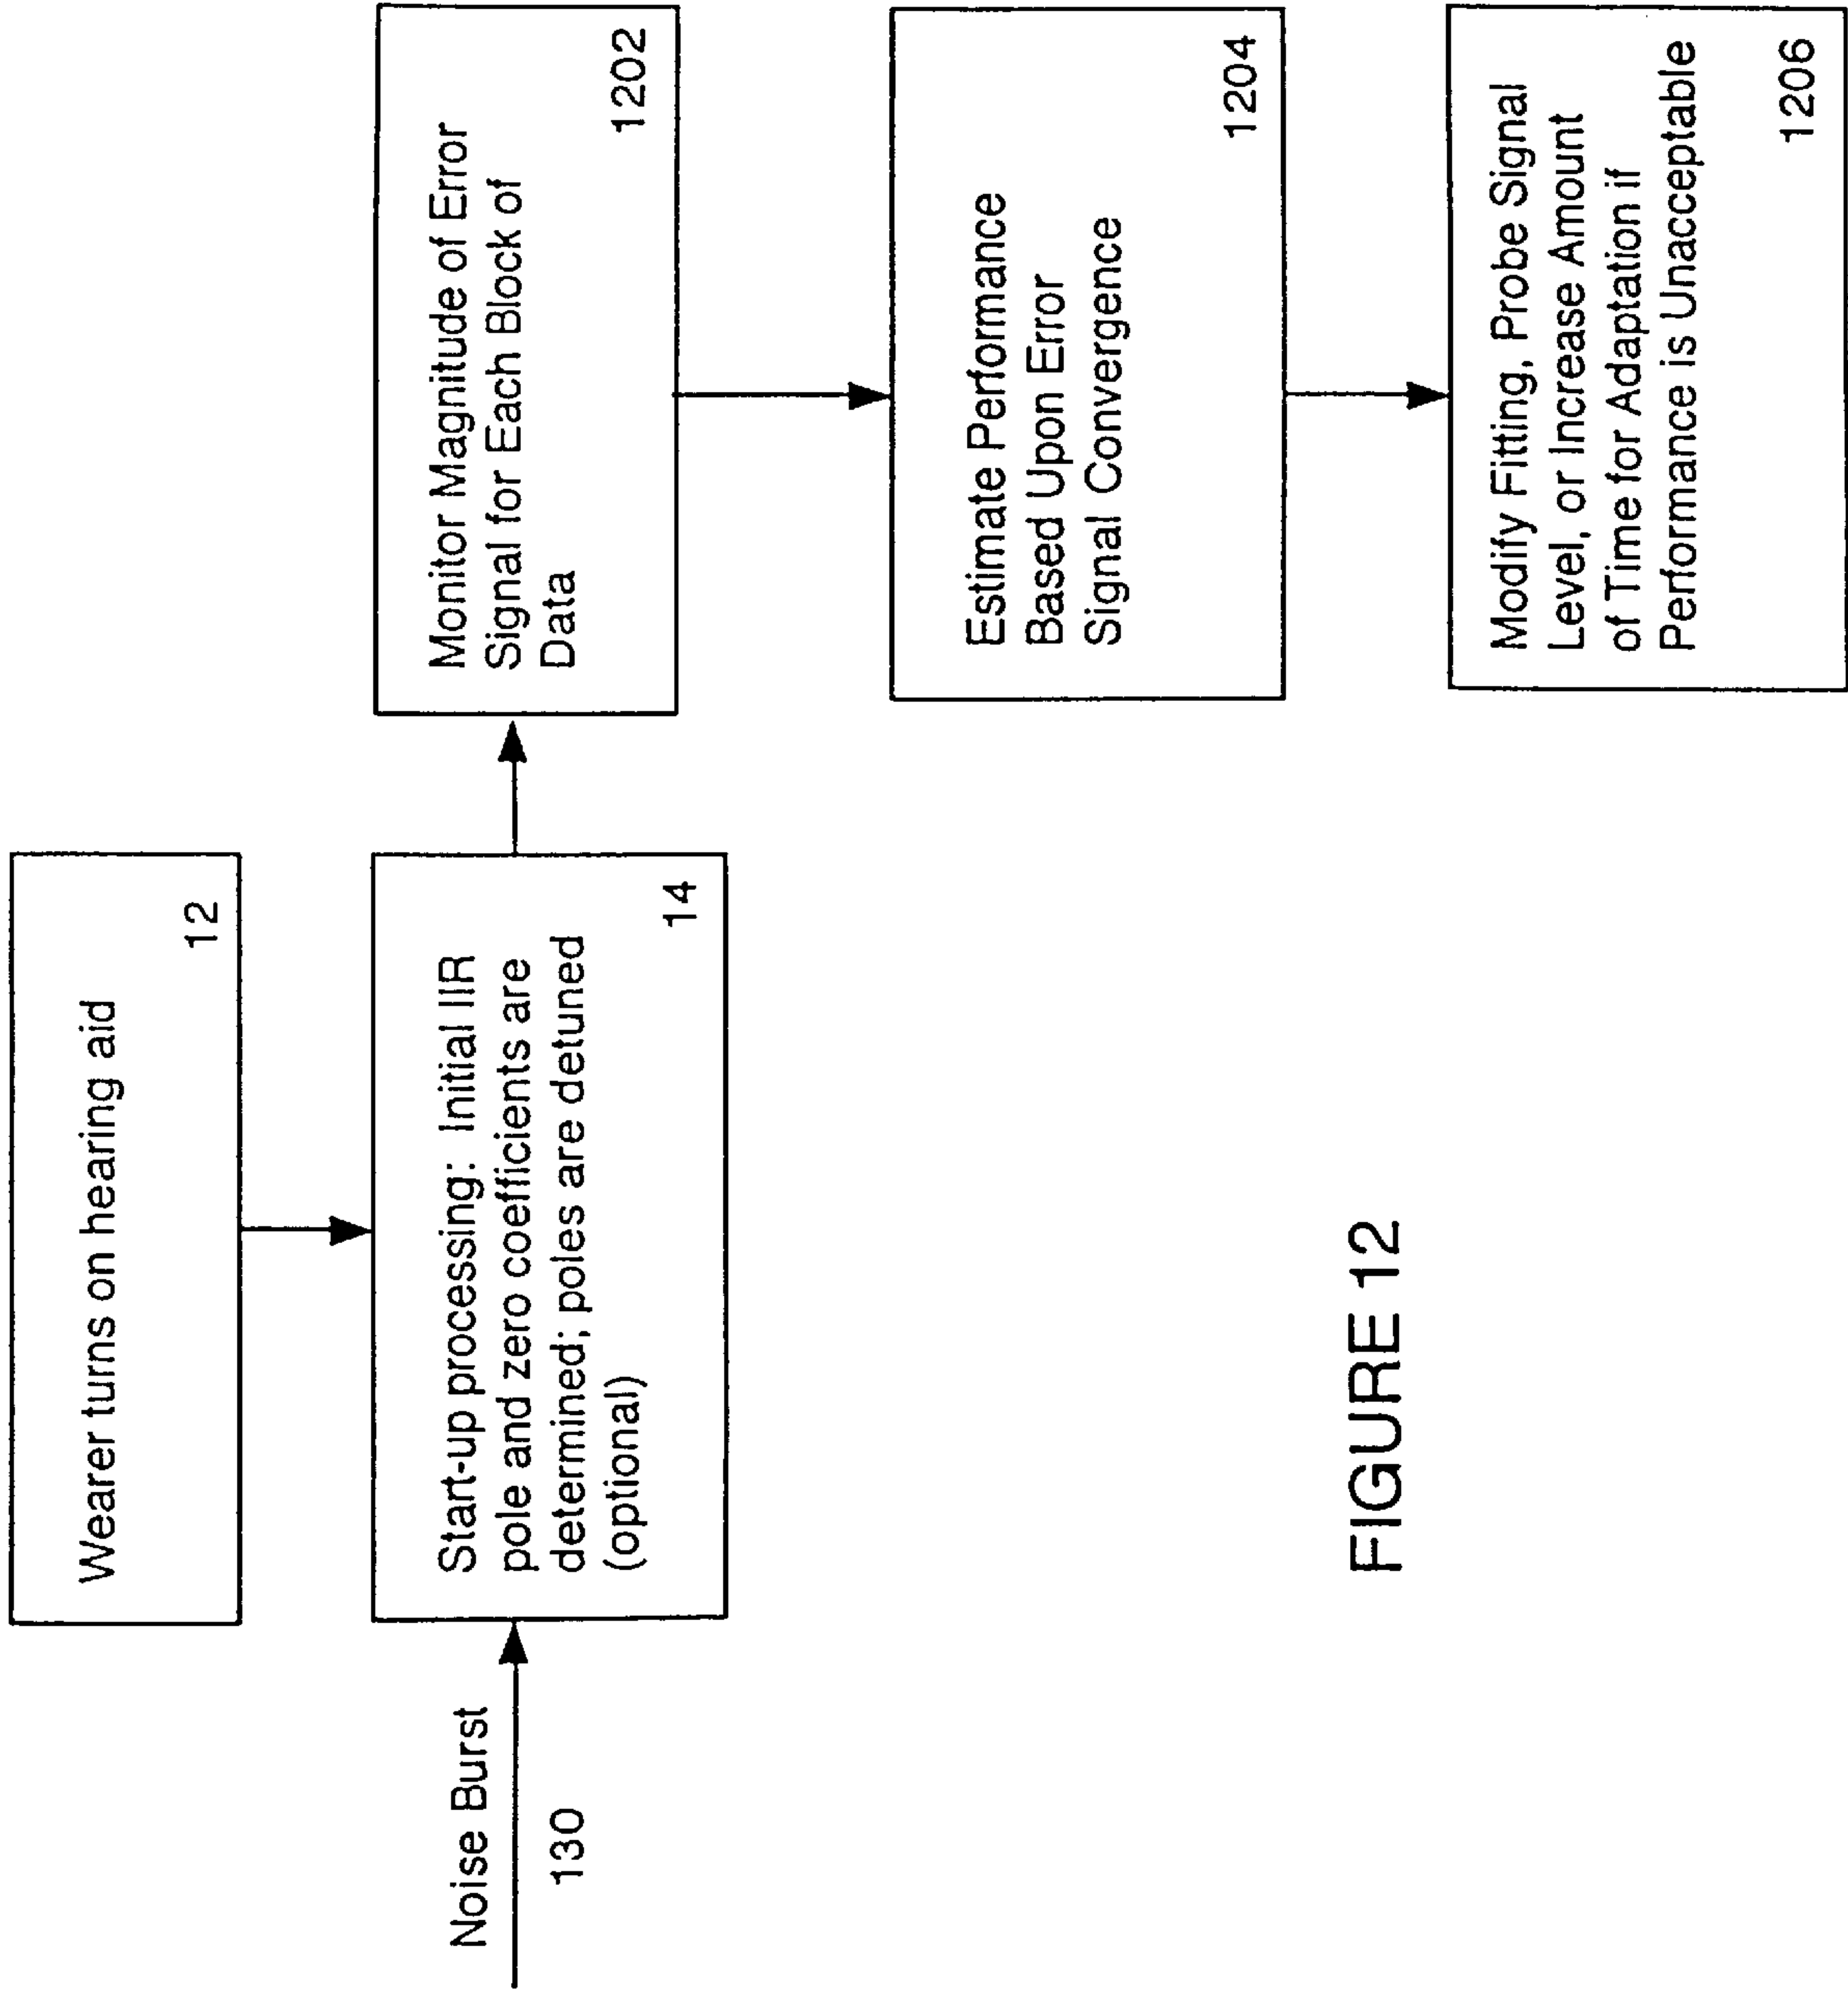 Wearer turns on hearing aid
12
Noise Burst
130
Start-up processing: Initial IIR
pole and zero coefficients are
determined; poles are detuned
(optional)
14
Monitor Magnitude of Error
Signal for Each Block of
Data
1202
Estimate Performance
Based Upon Error
Signal Convergence
1204
Modify Fitting, Probe Signal
Level, or Increase Amount
of Time for Adaptation if
Performance is Unacceptable
1206
FIGURE 12